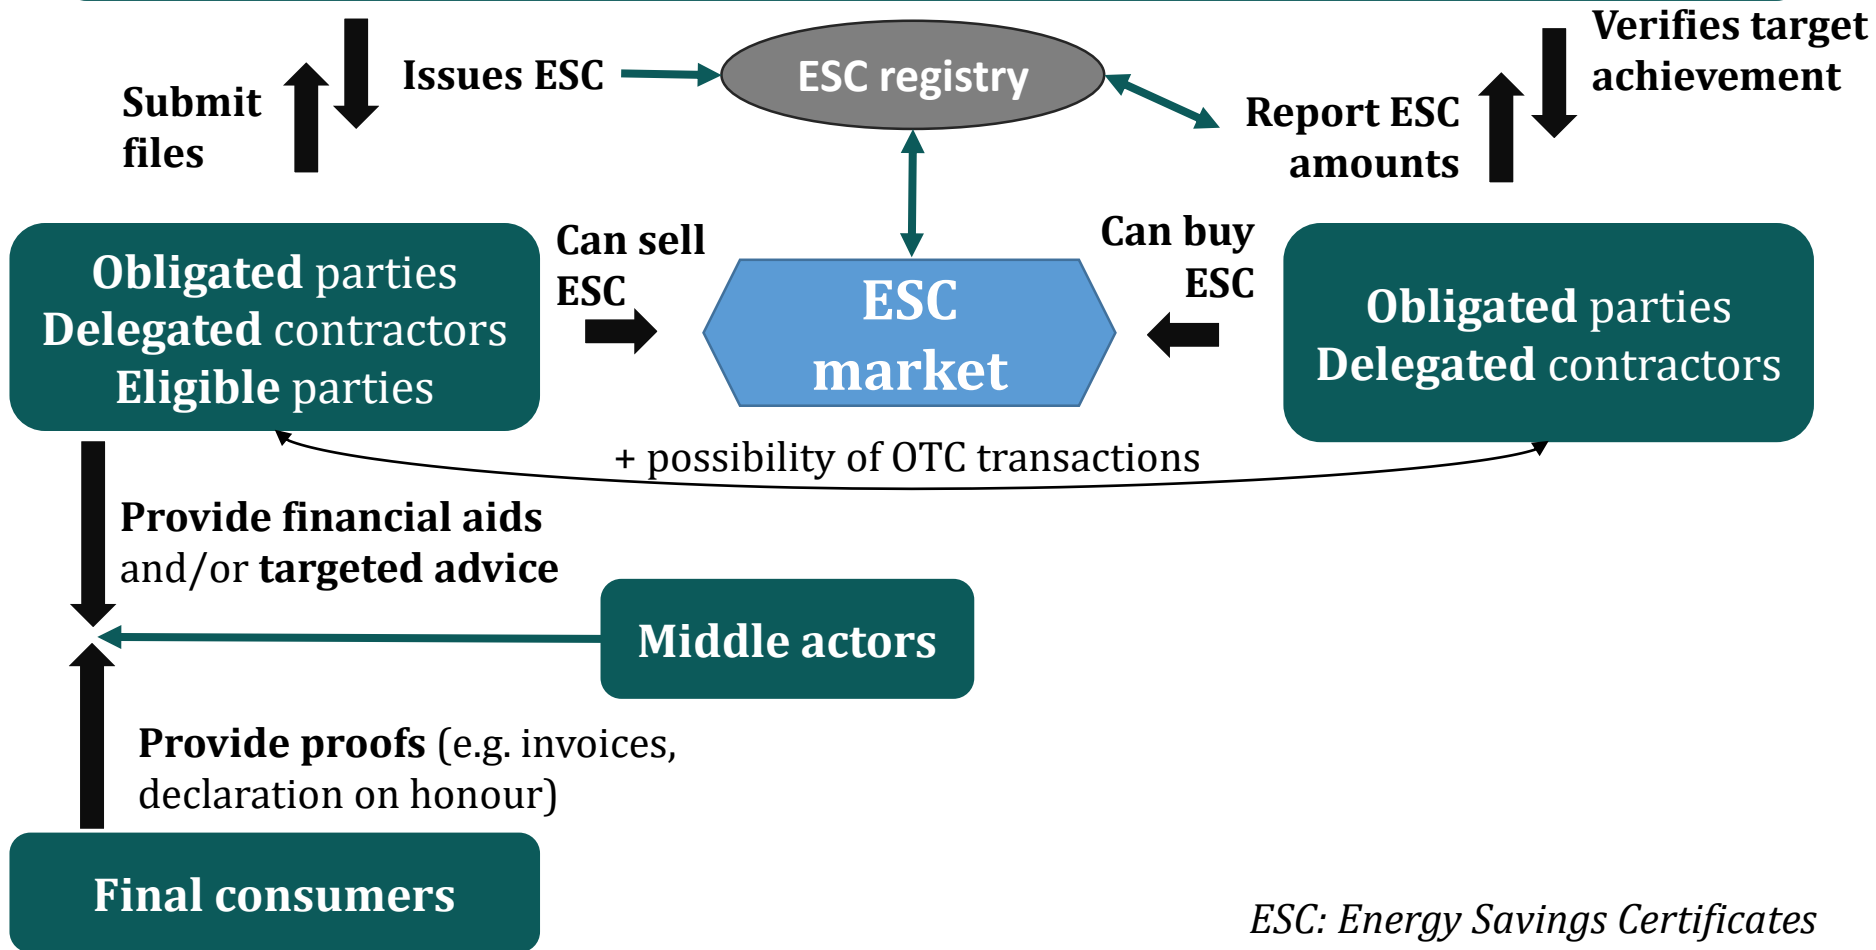 Verifies target
achievement
Issues ESC
ESC registry
Submit
files
Report ESC
amounts
Can sell
ESC
Can buy
ESC
Obligated parties
Delegated contractors
Eligible parties
ESC
market
Obligated parties
Delegated contractors
+ possibility of OTC transactions
Provide financial aids
and/or targeted advice
Middle actors
Provide proofs (e.g. invoices,
declaration on honour)
Final consumers
ESC: Energy Savings Certificates